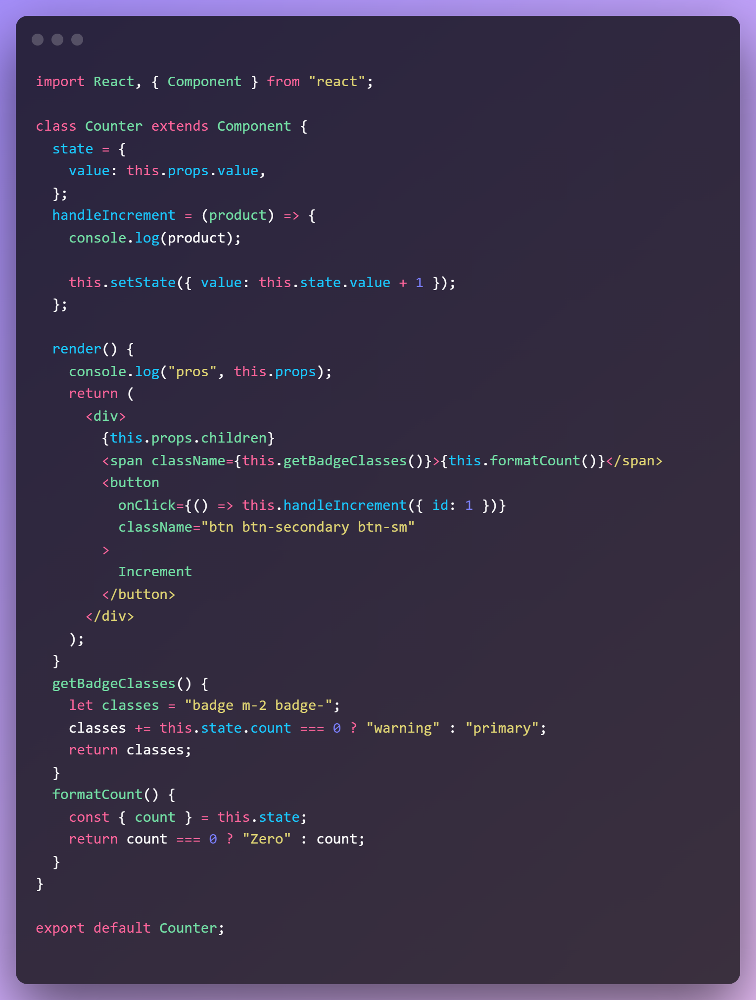 import React, { Component } from "react";
class Counter extends Component {
state = {
value: this.props.value,
};
handleIncrement = (product) => {
console.log(product);
this.setState({ value: this.state.value + 1 });
};
render() {
console.log("pros", this.props);
return (
<div>
{this.props.children}
<span className={this.getBadgeClasses()}>{this.formatCount()}</span>
<button
onClick={() => this.handleIncrement({ id: 1 })}
className="btn btn-secondary btn-sm"
>
Increment
</button>
</div>
);
}
getBadgeClasses() {
let classes = "badge m-2 badge-";
classes += this.state.count === 0 ? "warning" : "primary";
return classes;
}
formatCount() {
const { count } = this.state;
return count === 0 ? "Zero" : count;
}
}
export default Counter;